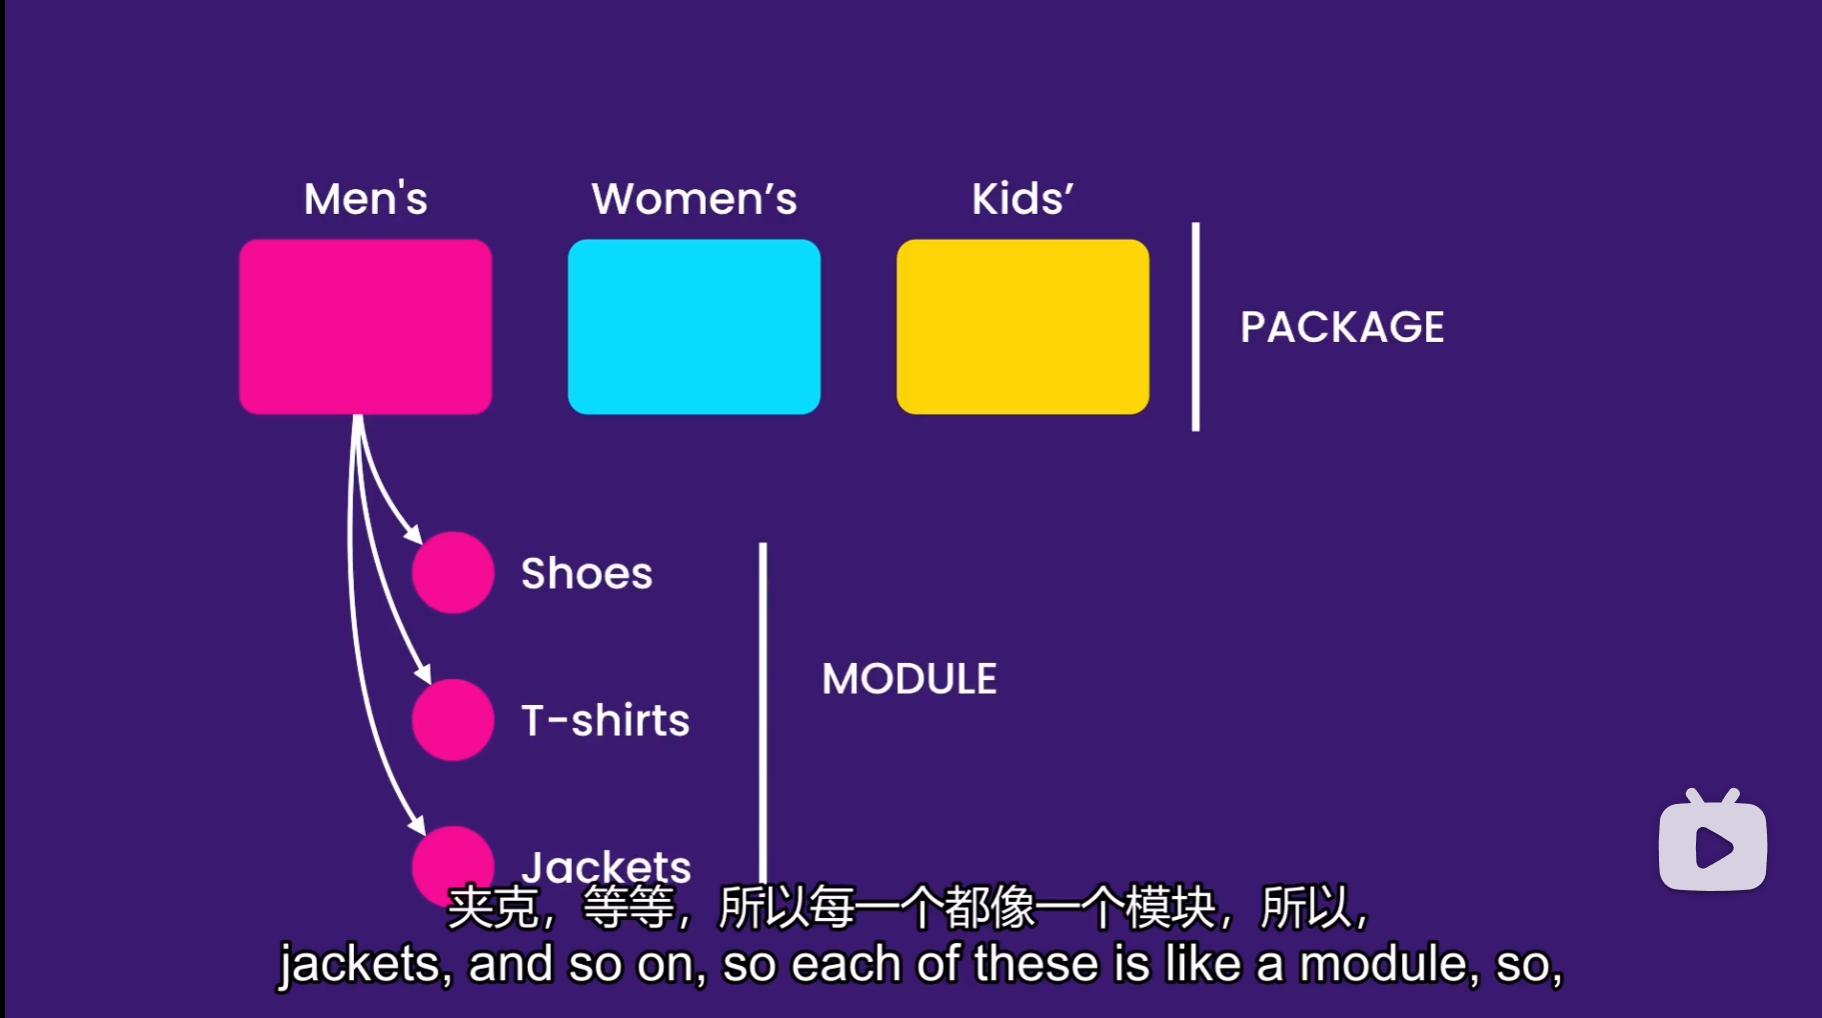 Men's
Women’s
Kids’
PACKAGE
Shoes
T-shirts
MODULE
Jackets
夹克，等等，所以每一个都像一个模块，所以，
jackets, and so on, so each of these is like a module, so,